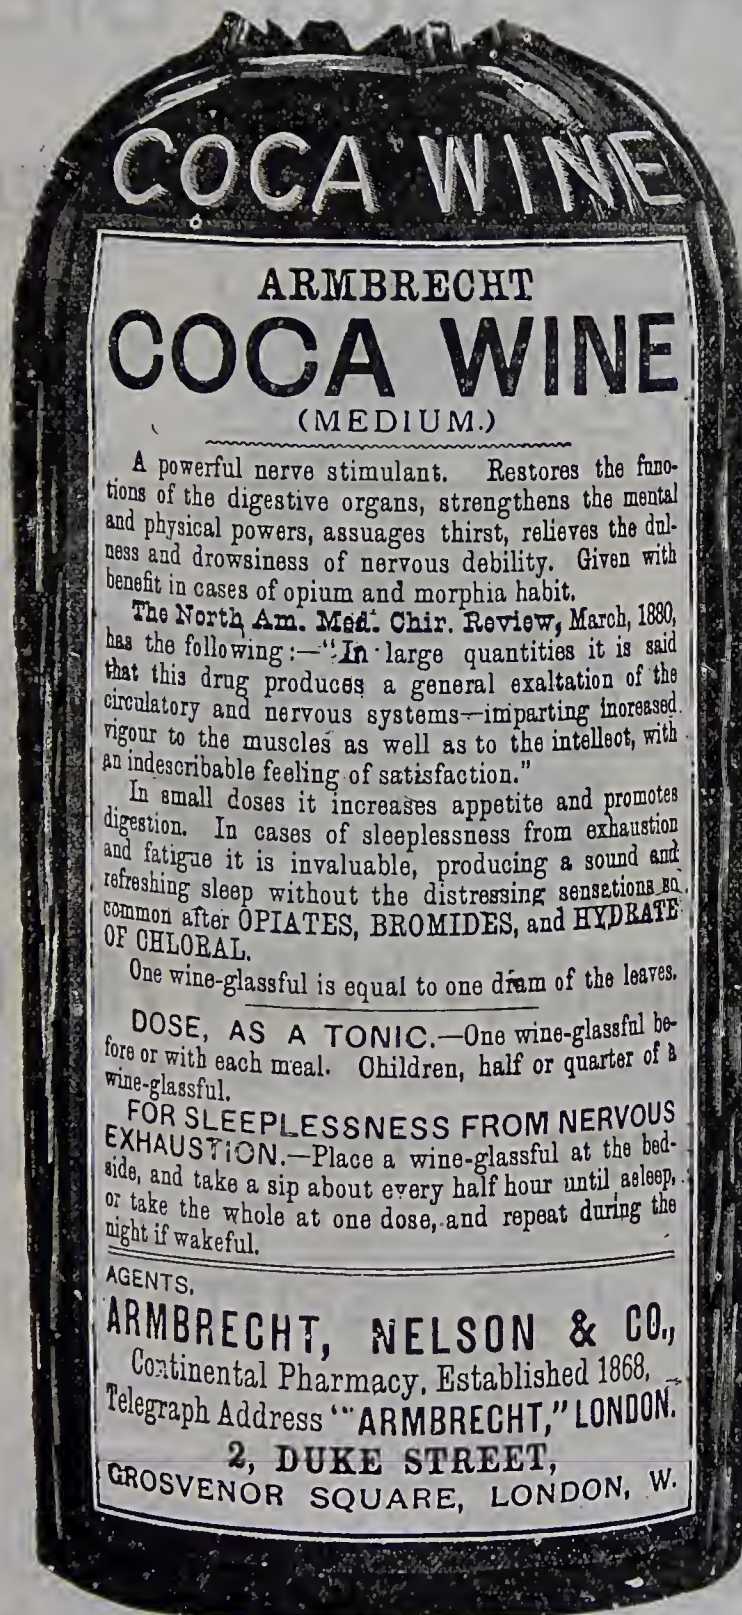 COCA WINE
ARMBRECHT
COCA WINE
(MEDIUM.)
A powerful nerve stimulant. Restores the func-
tions of the digestive organs, strengthens the mental
and physical powers, assuages thirst, relieves the dul-
ness and drowsiness of nervous debility. Given with
benefit in cases of opium and morphia habit.
The North Am. Med. Chir. Review, March, 1880,
has the following:—"In large quantities it is said
that this drug produces a general exaltation of the
circulatory and nervous systems—imparting increased
vigour to the muscles as well as to the intellect, with
an indescribable feeling of satisfaction."
In small doses it increases appetite and promotes
digestion. In cases of sleeplessness from exhaustion
and fatigue it is invaluable, producing a sound and
refreshing sleep without the distressing sensations so
common after OPIATES, BROMIDES, and HYDRATE
OF CHLORAL.
One wine-glassful is equal to one dram of the leaves.
DOSE, AS A TONIC.—One wine-glassful be-
fore or with each meal. Children, half or quarter of a
wine-glassful.
FOR SLEEPLESSNESS FROM NERVOUS
EXHAUSTION.—Place a wine-glassful at the bed-
side, and take a sip about every half hour until asleep,
or take the whole at one dose, and repeat during the
night if wakeful.
AGENTS,
ARMBRECHT, NELSON & CO.,
Continental Pharmacy, Established 1868,
Telegraph Address "ARMBRECHT," LONDON.
2, DUKE STREET,
GROSVENOR SQUARE, LONDON, W.